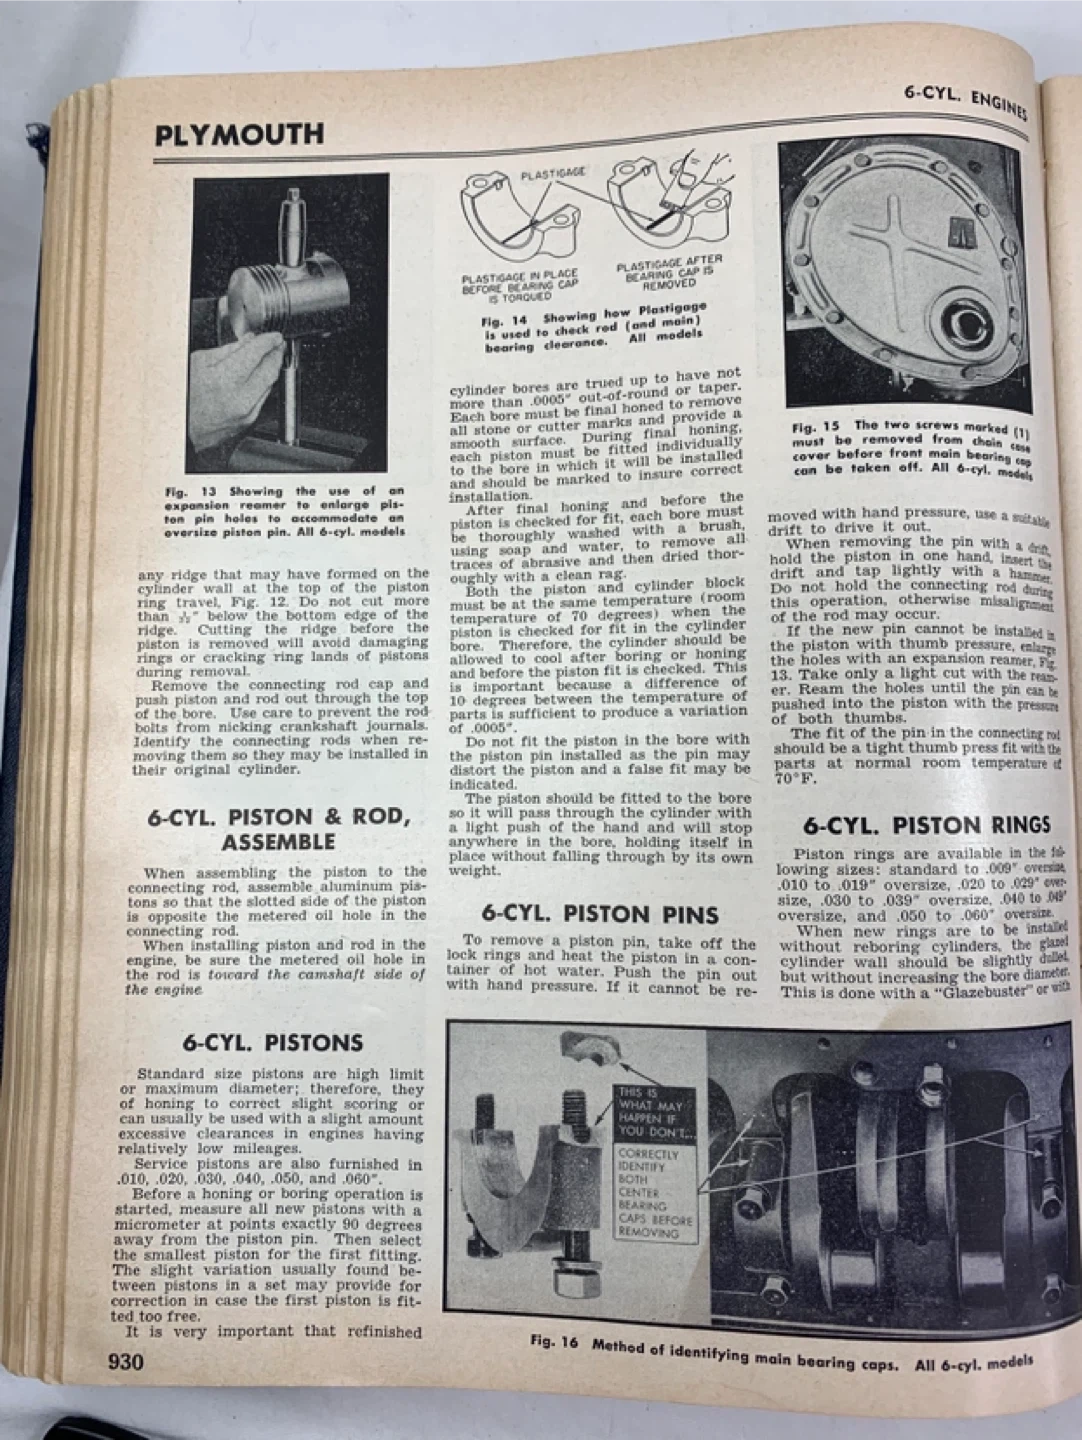 6-CYL. ENGINES
PLYMOUTH
Fig. 13 Showing the use of an
expansion reamer to enlarge pis-
ton pin holes to accommodate an
oversize piston pin. All 6-cyl. models
any ridge that may have formed on the
cylinder wall at the top of the piston
ring travel, Fig. 12. Do not cut more
than " below the bottom edge of the
ridge. Cutting the ridge before the
piston is removed will avoid damaging
rings or cracking ring lands of pistons
during removal.
Remove the connecting rod cap and
push piston and rod out through the top
of the bore. Use care to prevent the rod
bolts from nicking crankshaft journals.
Identify the connecting rods when re-
moving them so they may be installed in
their original cylinder.
6-CYL. PISTON & ROD,
ASSEMBLE
When assembling the piston to the
connecting rod, assemble aluminum pis-
tons so that the slotted side of the piston
is opposite the metered oil hole in the
connecting rod.
When installing piston and rod in the
engine, be sure the metered oil hole in
the rod is toward the camshaft side of
the engine
6-CYL. PISTONS
Standard size pistons are high limit
or maximum diameter; therefore, they
of honing to correct slight scoring or
can usually be used with a slight amount
excessive clearances in engines having
relatively low mileages.
Service pistons are also furnished in
.010, .020, .030, .040, .050, and .060".
Before a honing or boring operation is
started, measure all new pistons with a
micrometer at points exactly 90 degrees
away from the piston pin. Then select
the smallest piston for the first fitting.
The slight variation usually found be-
tween pistons in a set may provide for
correction in case the first piston is fit-
ted too free.
It is very important that refinished
930
PLASTIGAGE
PLASTIGAGE IN PLACE
BEFORE BEARING CAP
IS TORQUED
PLASTIGAGE AFTER
BEARING CAP IS
REMOVED
Fig. 14 Showing how Plastigage
is used to check rod (and main)
bearing clearance. All models
cylinder bores are trued up to have not
more than .0005" out-of-round or taper.
Each bore must be final honed to remove
all stone or cutter marks and provide a
smooth surface. During final honing,
each piston must be fitted individually
to the bore in which it will be installed
and should be marked to insure correct
installation.
After final honing and before the
piston is checked for fit, each bore must
be thoroughly washed with a brush,
using soap and water, to remove all
traces of abrasive and then dried thor-
oughly with a clean rag.
Both the piston and cylinder block
must be at the same temperature (room
temperature of 70 degrees) when the
piston is checked for fit in the cylinder
bore. Therefore, the cylinder should be
allowed to cool after boring or honing
and before the piston fit is checked. This
is important because a difference of
10 degrees between the temperature of
parts is sufficient to produce a variation
of .0005".
Do not fit the piston in the bore with
the piston pin installed as the pin may
distort the piston and a false fit may be
indicated.
The piston should be fitted to the bore
so it will pass through the cylinder with
a light push of the hand and will stop
anywhere in the bore, holding itself in
place without falling through by its own
weight.
6-CYL. PISTON PINS
To remove a piston pin, take off the
lock rings and heat the piston in a con-
tainer of hot water. Push the pin out
with hand pressure. If it cannot be re-
Fig. 15 The two screws marked (1)
must be removed from chain case
cover before front main bearing cap
can be taken off. All 6-cyl. models
moved with hand pressure, use a suitable
drift to drive it out.
When removing the pin with a drift,
hold the piston in one hand, insert the
drift and tap lightly with a hammer.
Do not hold the connecting rod during
this operation, otherwise misalignment
of the rod may occur.
If the new pin cannot be installed in
the piston with thumb pressure, enlarge
the holes with an expansion reamer, Fig.
13. Take only a light cut with the ream-
er. Ream the holes until the pin can be
pushed into the piston with the pressure
of both thumbs.
The fit of the pin in the connecting rod
should be a tight thumb press fit with the
parts at normal room temperature of
70°F.
6-CYL. PISTON RINGS
Piston rings are available in the fol-
lowing sizes: standard to .009" oversize,
.010 to .019" oversize, .020 to .029" over-
size, .030 to .039" oversize, .040 to .049"
oversize, and .050 to .060" oversize.
When new rings are to be installed
without reboring cylinders, the glazed
cylinder wall should be slightly dulled,
but without increasing the bore diameter.
This is done with a "Glazebuster" or with
THIS IS
WHAT MAY
HAPPEN IF
YOU DON'T...
CORRECTLY
IDENTIFY
BOTH
CENTER
BEARING
CAPS BEFORE
REMOVING
Fig. 16 Method of identifying main bearing caps. All 6-cyl. models